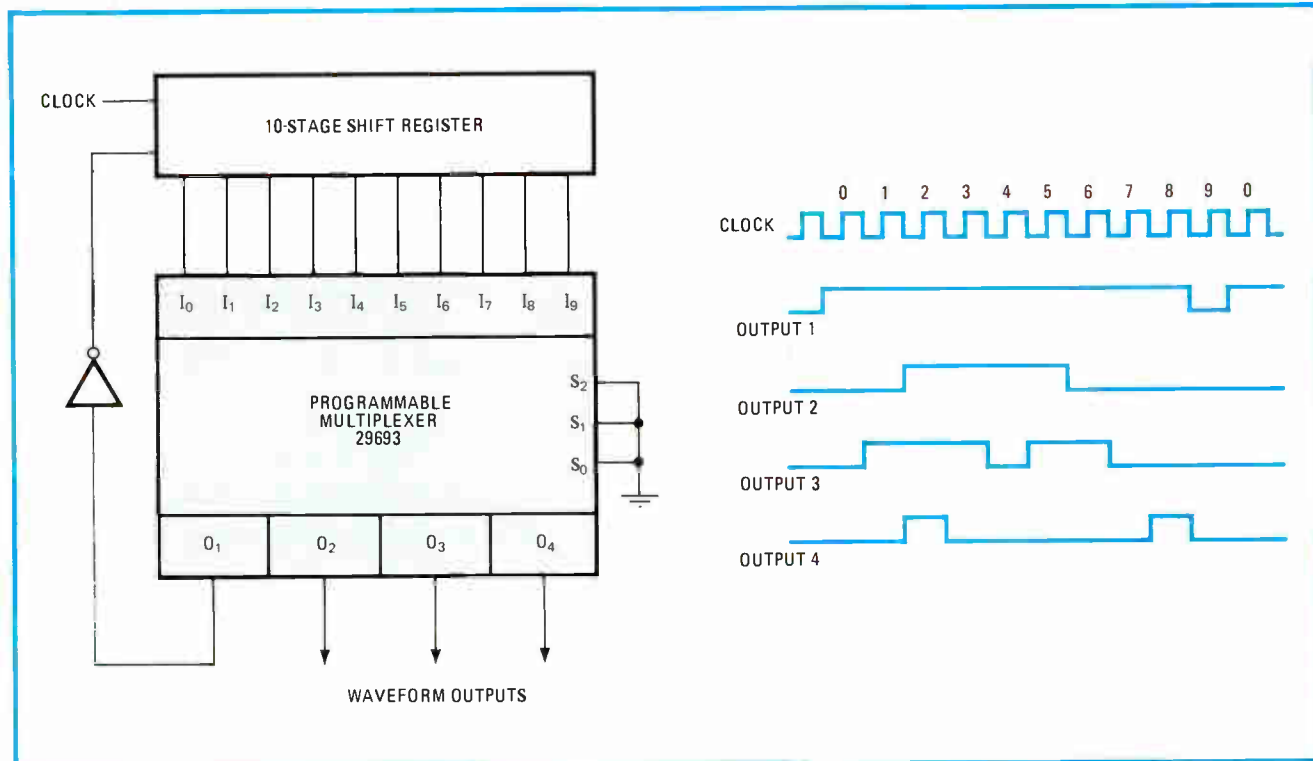 CLOCK
10-STAGE SHIFT REGISTER
I0 I1 I2 I3 I4 I5 I6 I7 I8 I9
S2
PROGRAMMABLE
MULTIPLEXER
29693
S1
S0
O1 O2 O3 O4
WAVEFORM OUTPUTS
0 1 2 3 4 5 6 7 8 9 0
CLOCK
OUTPUT 1
OUTPUT 2
OUTPUT 3
OUTPUT 4